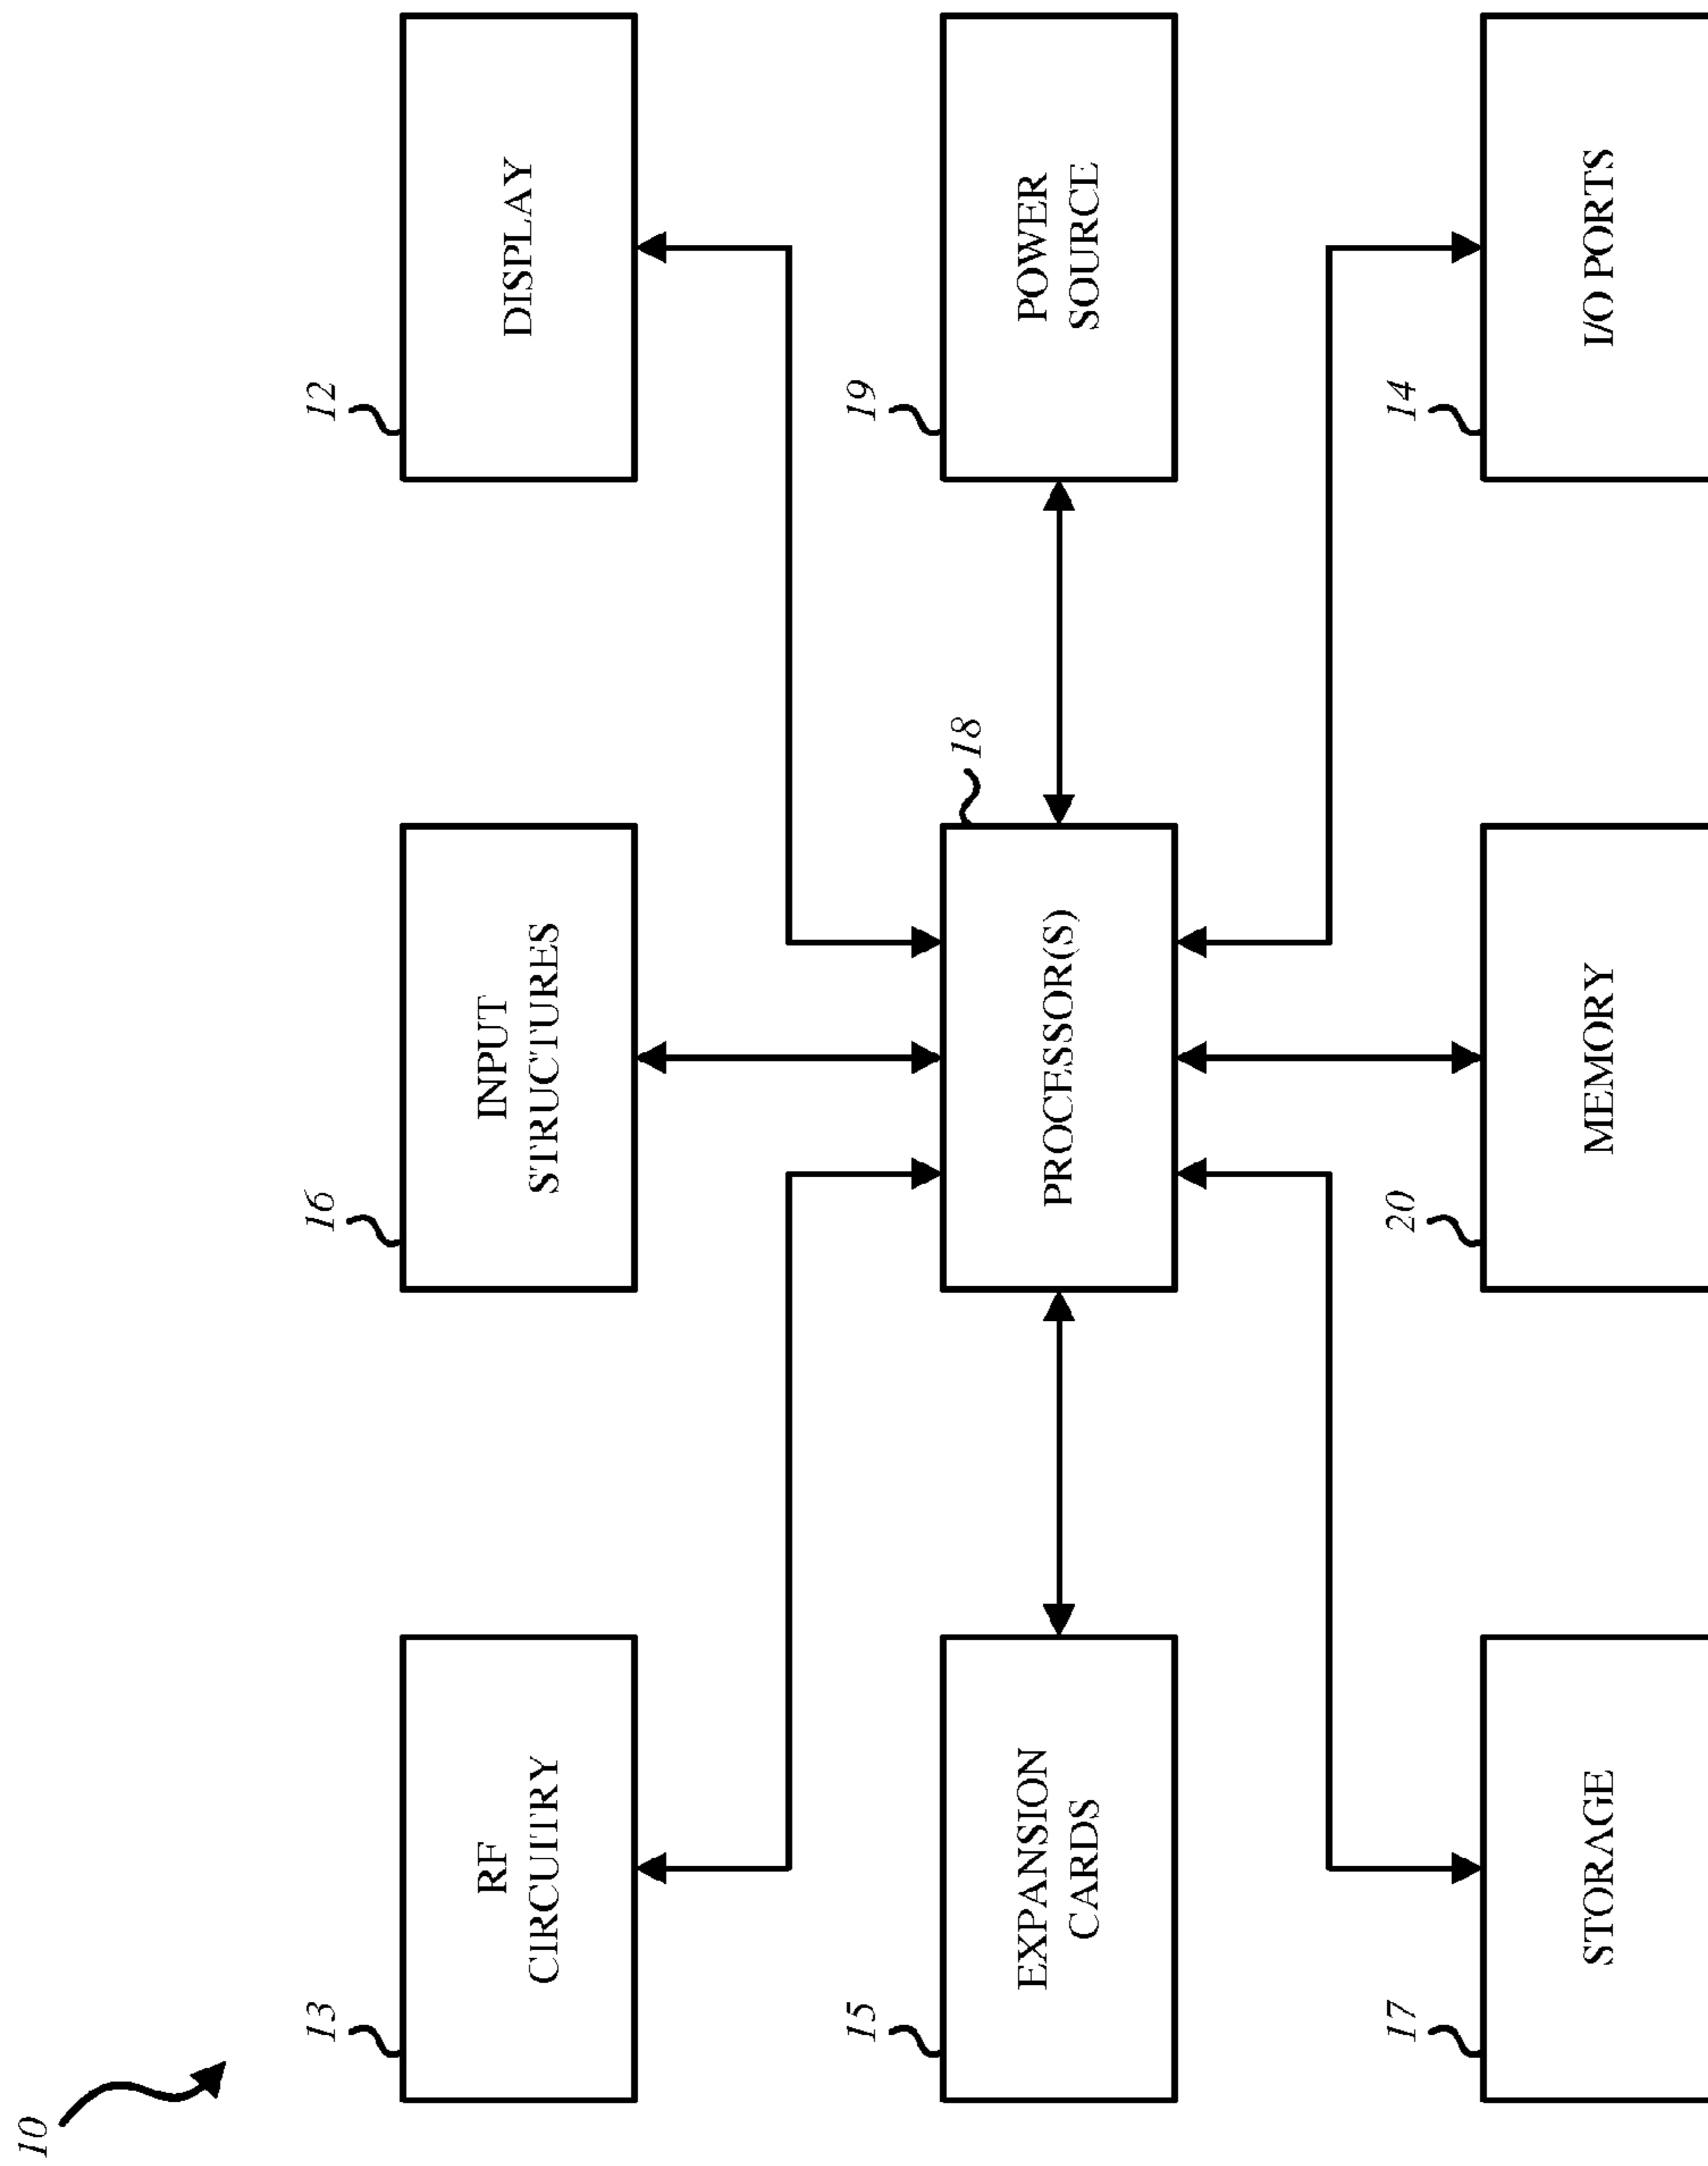 10
13
RF
CIRCUITRY
16
INPUT
STRUCTURES
12
DISPLAY
15
EXPANSION
CARDS
18
PROCESSOR(S)
19
POWER
SOURCE
17
STORAGE
20
MEMORY
14
I/O PORTS